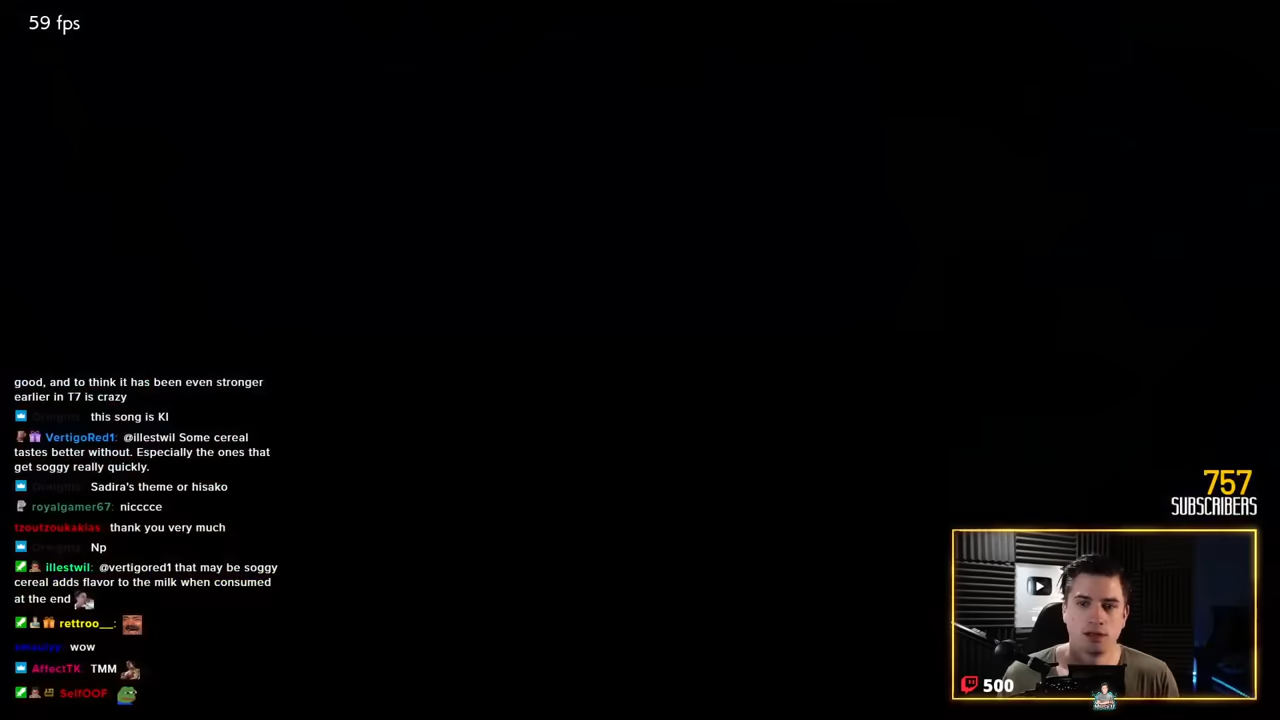 59 fps
good, and to think it has been even stronger
earlier in T7 is crazy
this song is KI
VertigoRed1: @illestwil Some cereal
tastes better without. Especially the ones that
get soggy really quickly.
Sadira's theme or hisako
royalgamer67: nicccce
tzoutzoukaklas: thank you very much
Np
illestwil: @vertigored1 that may be soggy
cereal adds flavor to the milk when consumed
at the end
rettroo__:
wow
AffectTK: TMM
SelfOOF:
757
SUBSCRIBERS
500